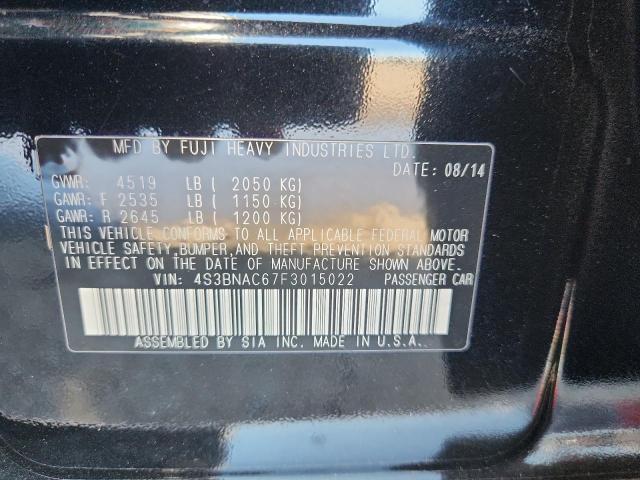 MFD BY FUJI HEAVY INDUSTRIES LTD.
DATE: 08/14
GVWR: 4519 LB ( 2050 KG)
GAWR: F 2535 LB ( 1150 KG)
GAWR: R 2645 LB ( 1200 KG)
THIS VEHICLE CONFORMS TO ALL APPLICABLE FEDERAL MOTOR
VEHICLE SAFETY, BUMPER, AND THEFT PREVENTION STANDARDS
IN EFFECT ON THE DATE OF MANUFACTURE SHOWN ABOVE.
VIN: 4S3BNAC67F3015022 PASSENGER CAR
ASSEMBLED BY SIA INC. MADE IN U.S.A.